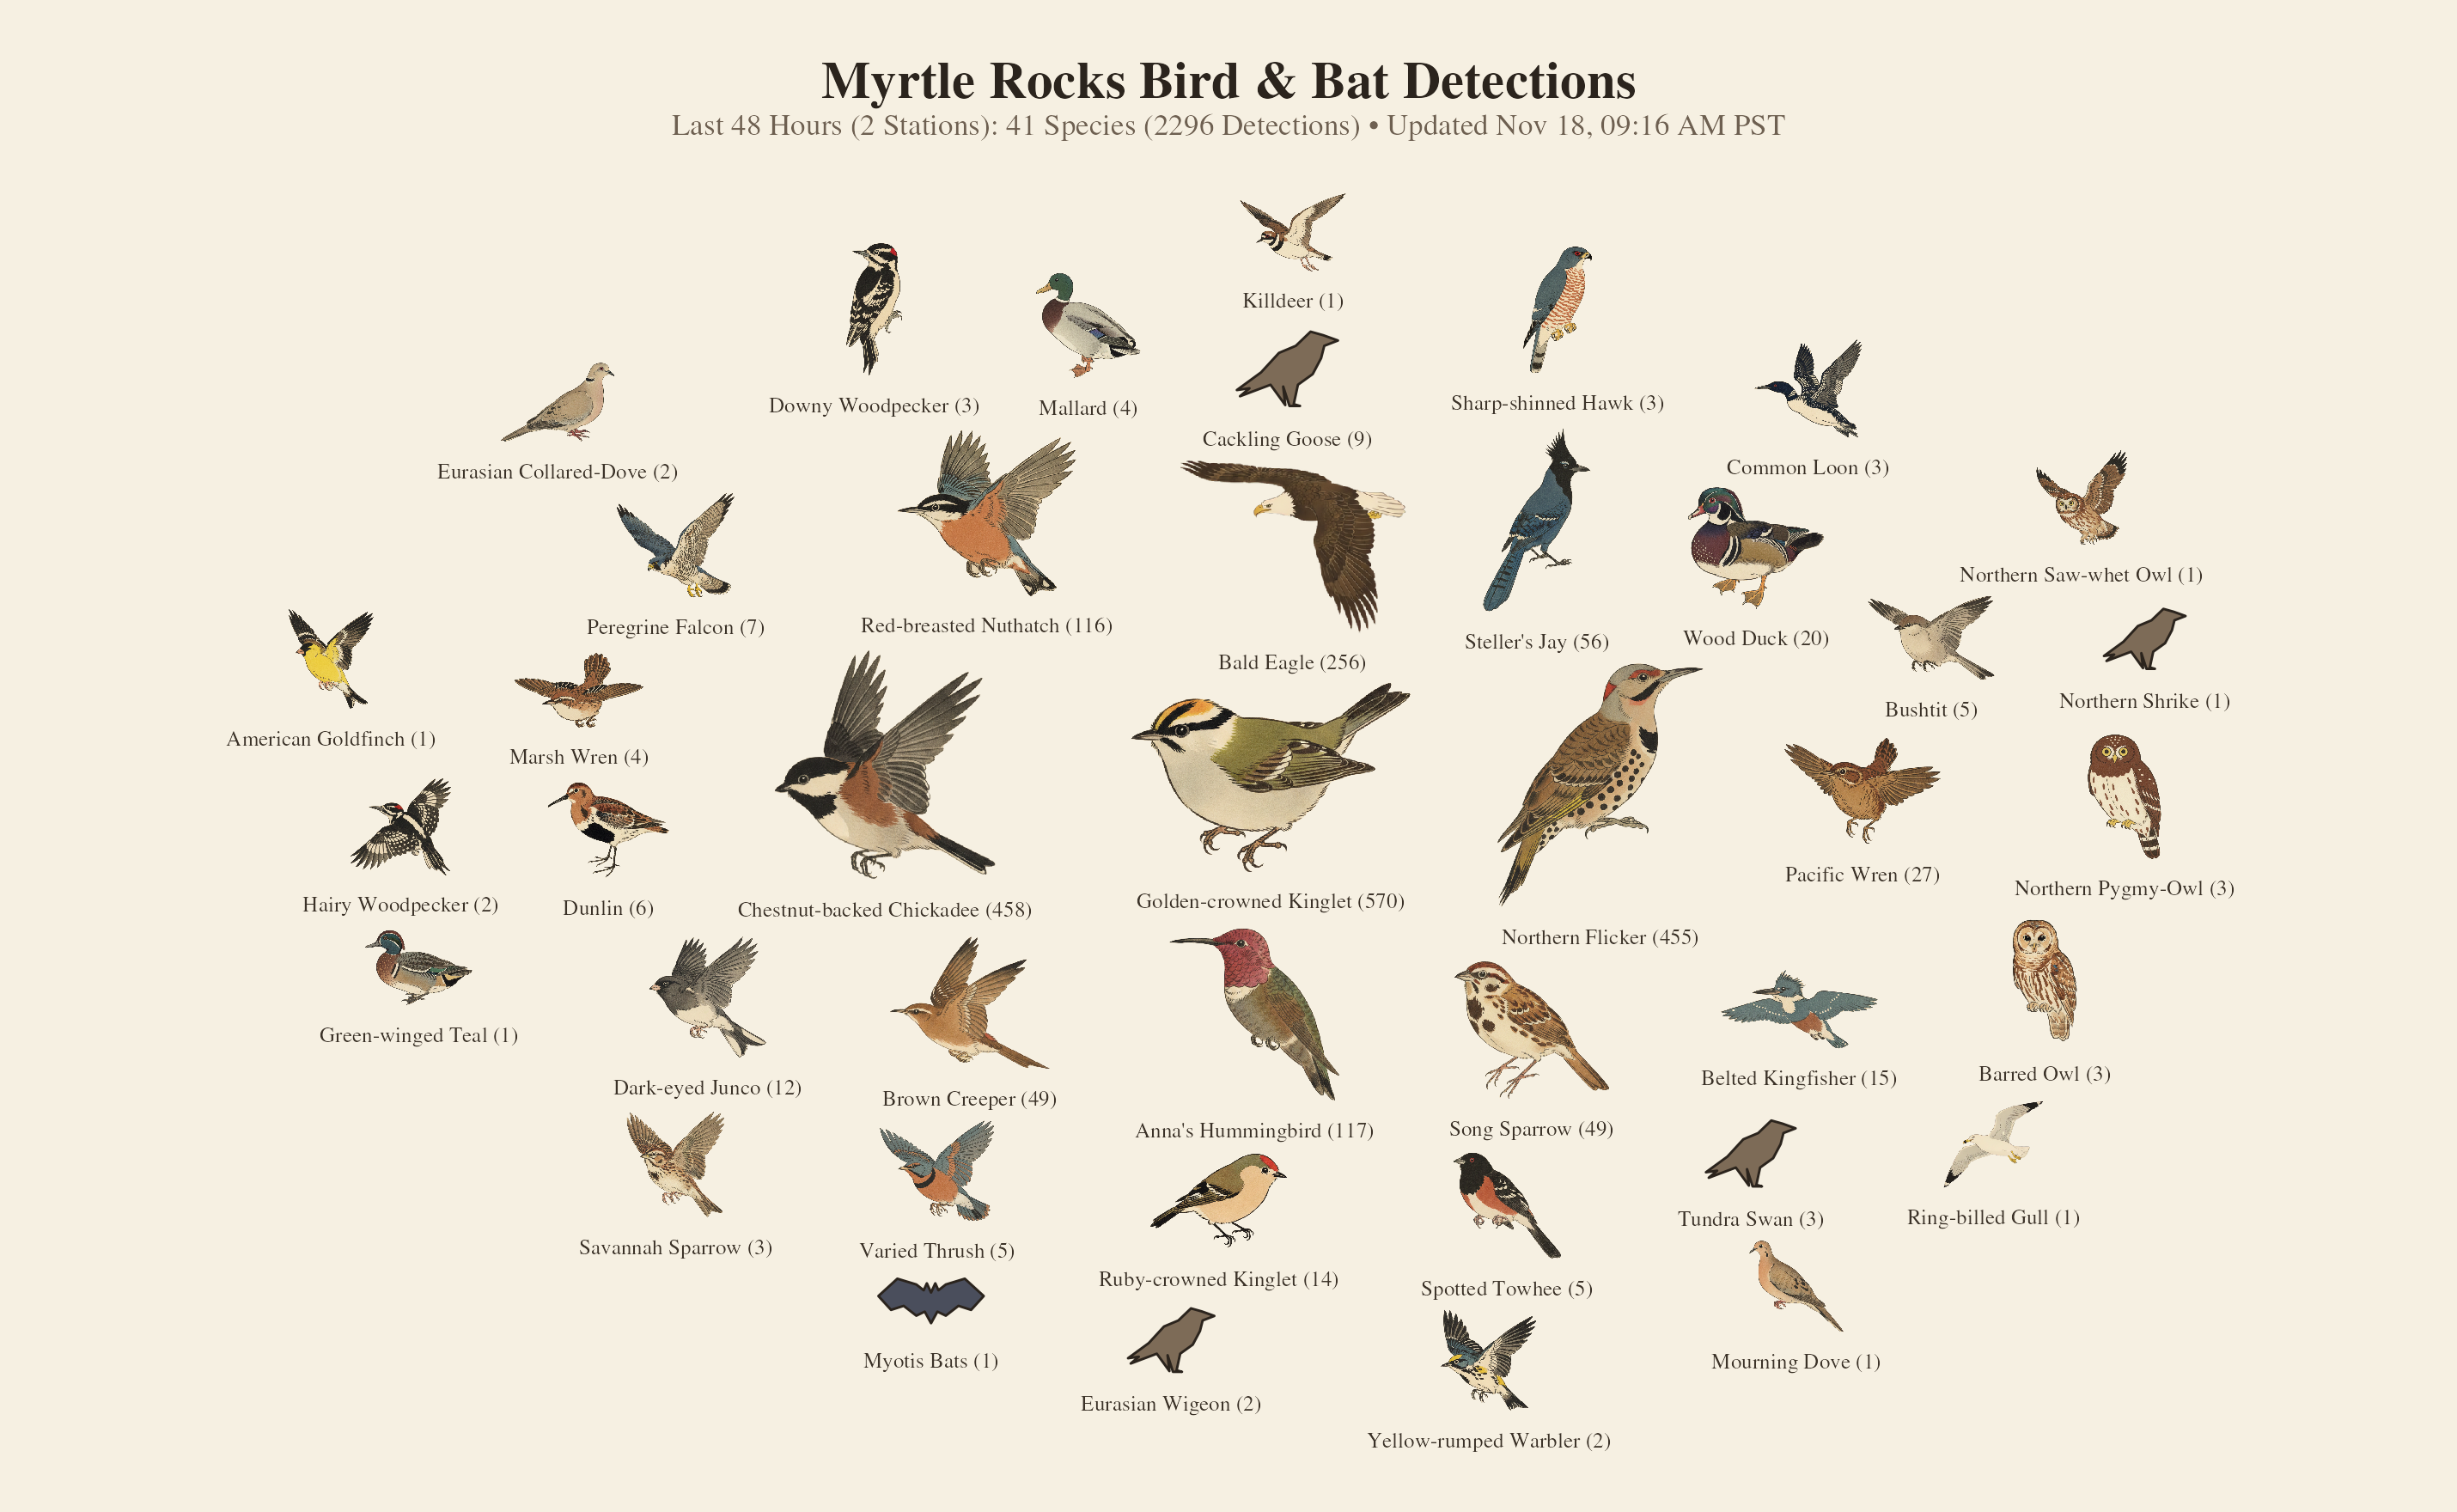 Myrtle Rocks Bird & Bat Detections
Last 48 Hours (2 Stations): 41 Species (2296 Detections) • Updated Nov 18, 09:16 AM PST
Killdeer (1)
Downy Woodpecker (3)
Mallard (4)
Sharp-shinned Hawk (3)
Cackling Goose (9)
Eurasian Collared-Dove (2)
Common Loon (3)
Northern Saw-whet Owl (1)
Peregrine Falcon (7)
Red-breasted Nuthatch (116)
Bald Eagle (256)
Steller's Jay (56)
Wood Duck (20)
Bushtit (5)
Northern Shrike (1)
American Goldfinch (1)
Marsh Wren (4)
Hairy Woodpecker (2)
Dunlin (6)
Chestnut-backed Chickadee (458)
Golden-crowned Kinglet (570)
Northern Flicker (455)
Pacific Wren (27)
Northern Pygmy-Owl (3)
Green-winged Teal (1)
Dark-eyed Junco (12)
Brown Creeper (49)
Anna's Hummingbird (117)
Song Sparrow (49)
Belted Kingfisher (15)
Barred Owl (3)
Savannah Sparrow (3)
Varied Thrush (5)
Ruby-crowned Kinglet (14)
Spotted Towhee (5)
Tundra Swan (3)
Ring-billed Gull (1)
Myotis Bats (1)
Eurasian Wigeon (2)
Yellow-rumped Warbler (2)
Mourning Dove (1)